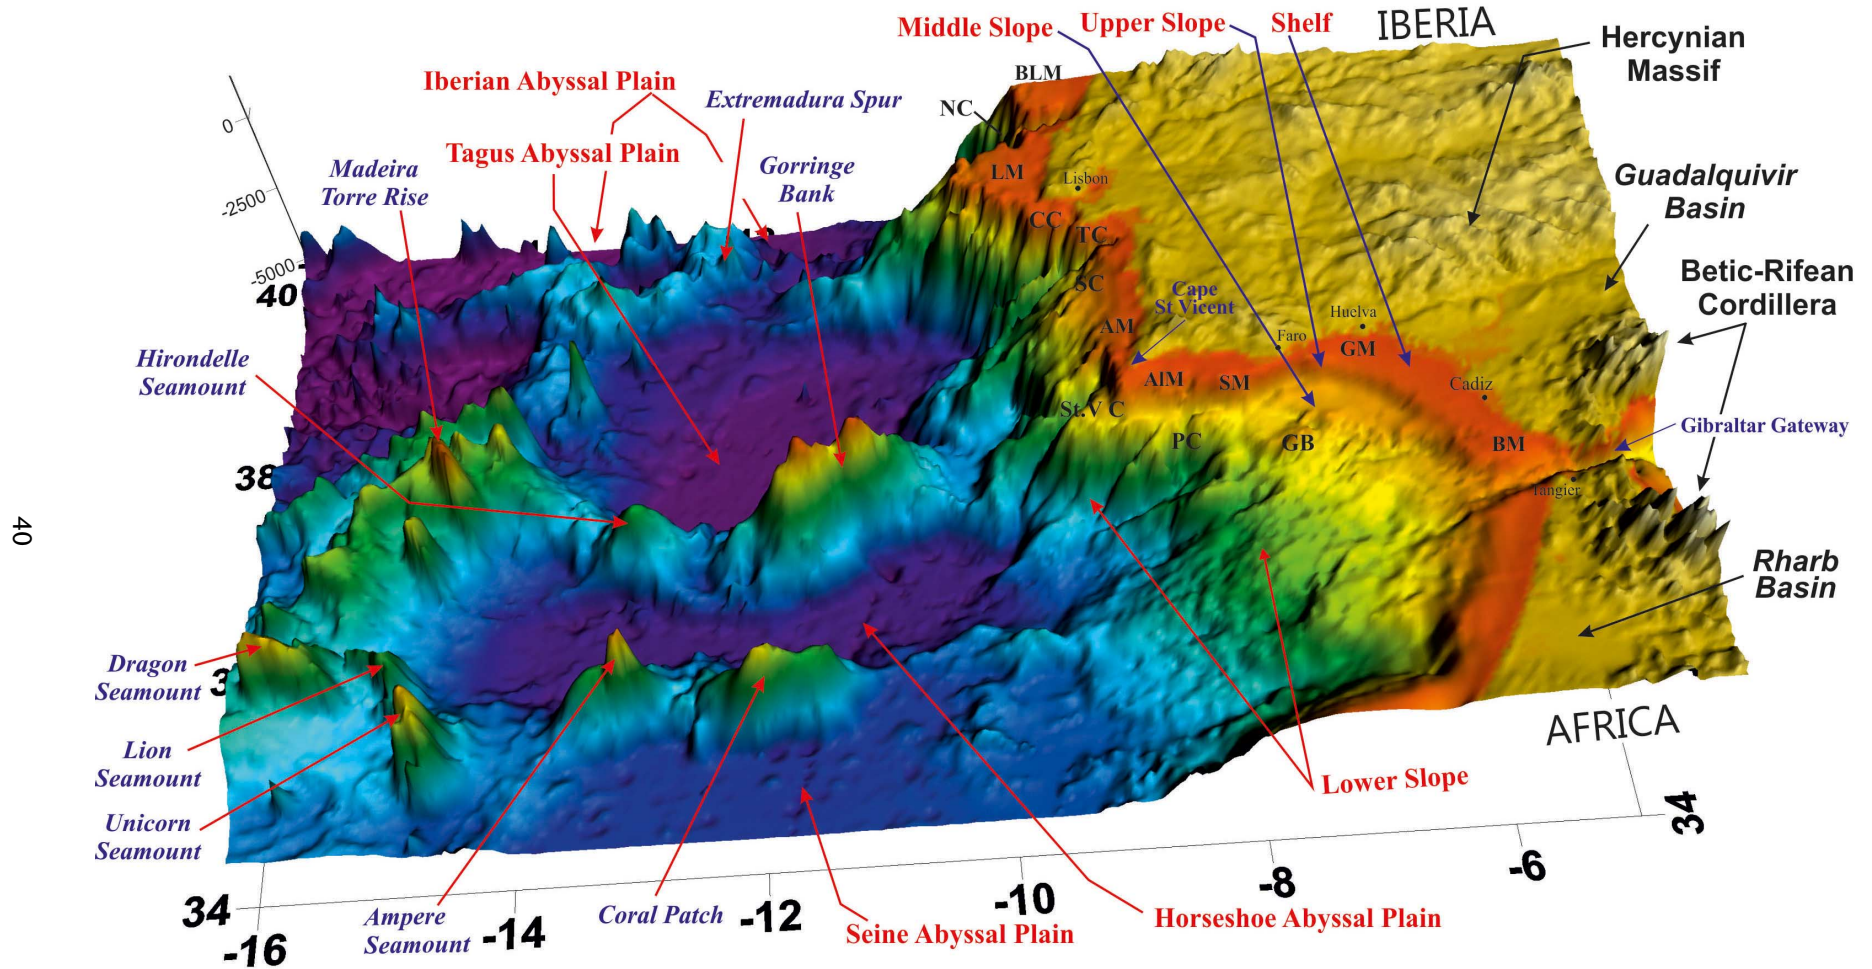 Middle Slope
Upper Slope
Shelf
IBERIA
Hercynian
Massif
Iberian Abyssal Plain
BLM
Extremadura Spur
NC
0
Tagus Abyssal Plain
Madeira
Torre Rise
Gorringe
Bank
LM
Lisbon
Guadalquivir
Basin
-2500
CC
TC
-5000
40
SC
Betic-Rifean
Cordillera
Cape
St Vicent
AM
Huelva
Faro
GM
Hirondelle
Seamount
AIM
SM
Cadiz
St.V C
Gibraltar Gateway
PC
GB
BM
38
Tangier
40
Rharb
Basin
Dragon
Seamount
3
AFRICA
Lion
Seamount
Lower Slope
Unicorn
Seamount
34
-6
-8
-10
-12
-14
-16
34
Ampere
Seamount
Coral Patch
Seine Abyssal Plain
Horseshoe Abyssal Plain